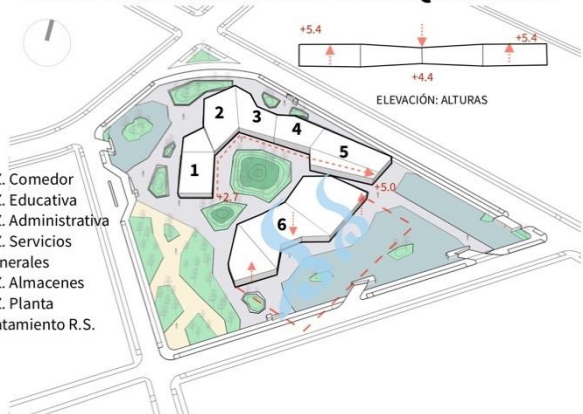 +5.4
+5.4
+4.4
ELEVACIÓN: ALTURAS
2
3
4
5
1
+2.7
+5.0
6
Z. Comedor
Z. Educativa
Z. Administrativa
Z. Servicios
nerales
Z. Almacenes
Z. Planta
atamiento R.S.